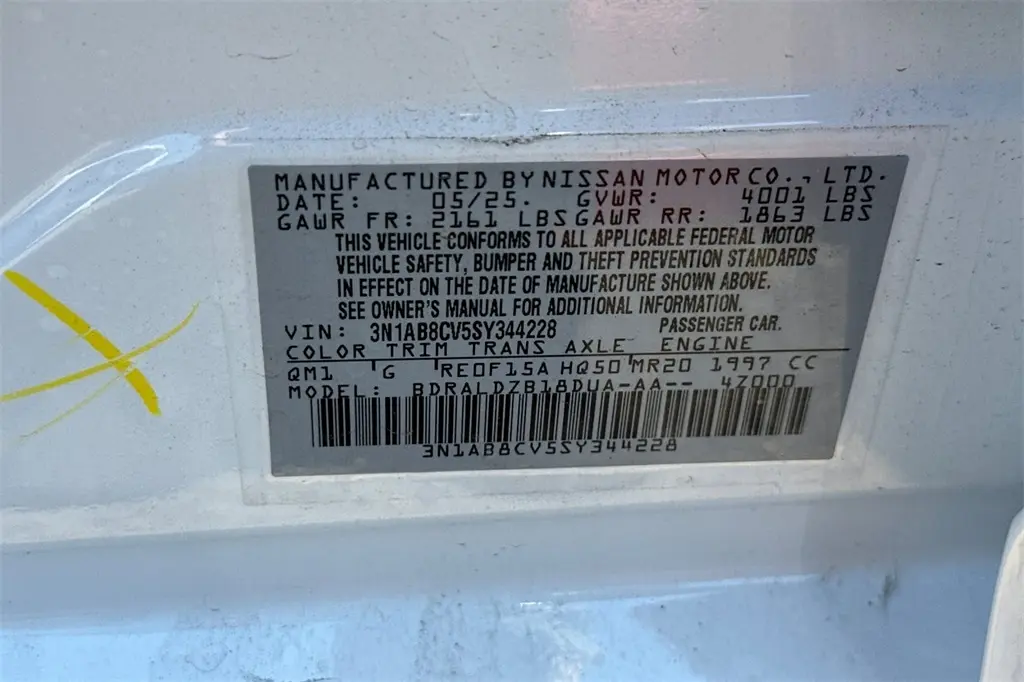 MANUFACTURED BY NISSAN MOTOR CO., LTD.
DATE: 05/25. GVWR: 4001 LBS
GAWR FR: 2161 LBS GAWR RR: 1863 LBS
THIS VEHICLE CONFORMS TO ALL APPLICABLE FEDERAL MOTOR
VEHICLE SAFETY, BUMPER AND THEFT PREVENTION STANDARDS
IN EFFECT ON THE DATE OF MANUFACTURE SHOWN ABOVE.
SEE OWNER'S MANUAL FOR ADDITIONAL INFORMATION.
VIN: 3N1AB8CV5SY344228 PASSENGER CAR.
COLOR TRIM TRANS AXLE ENGINE
QM1 G RE0F15A HQ50 MR20 1997 CC
MODEL: BDRALDZB18DUA-AA-- 47000
3N1AB8CV5SY344228